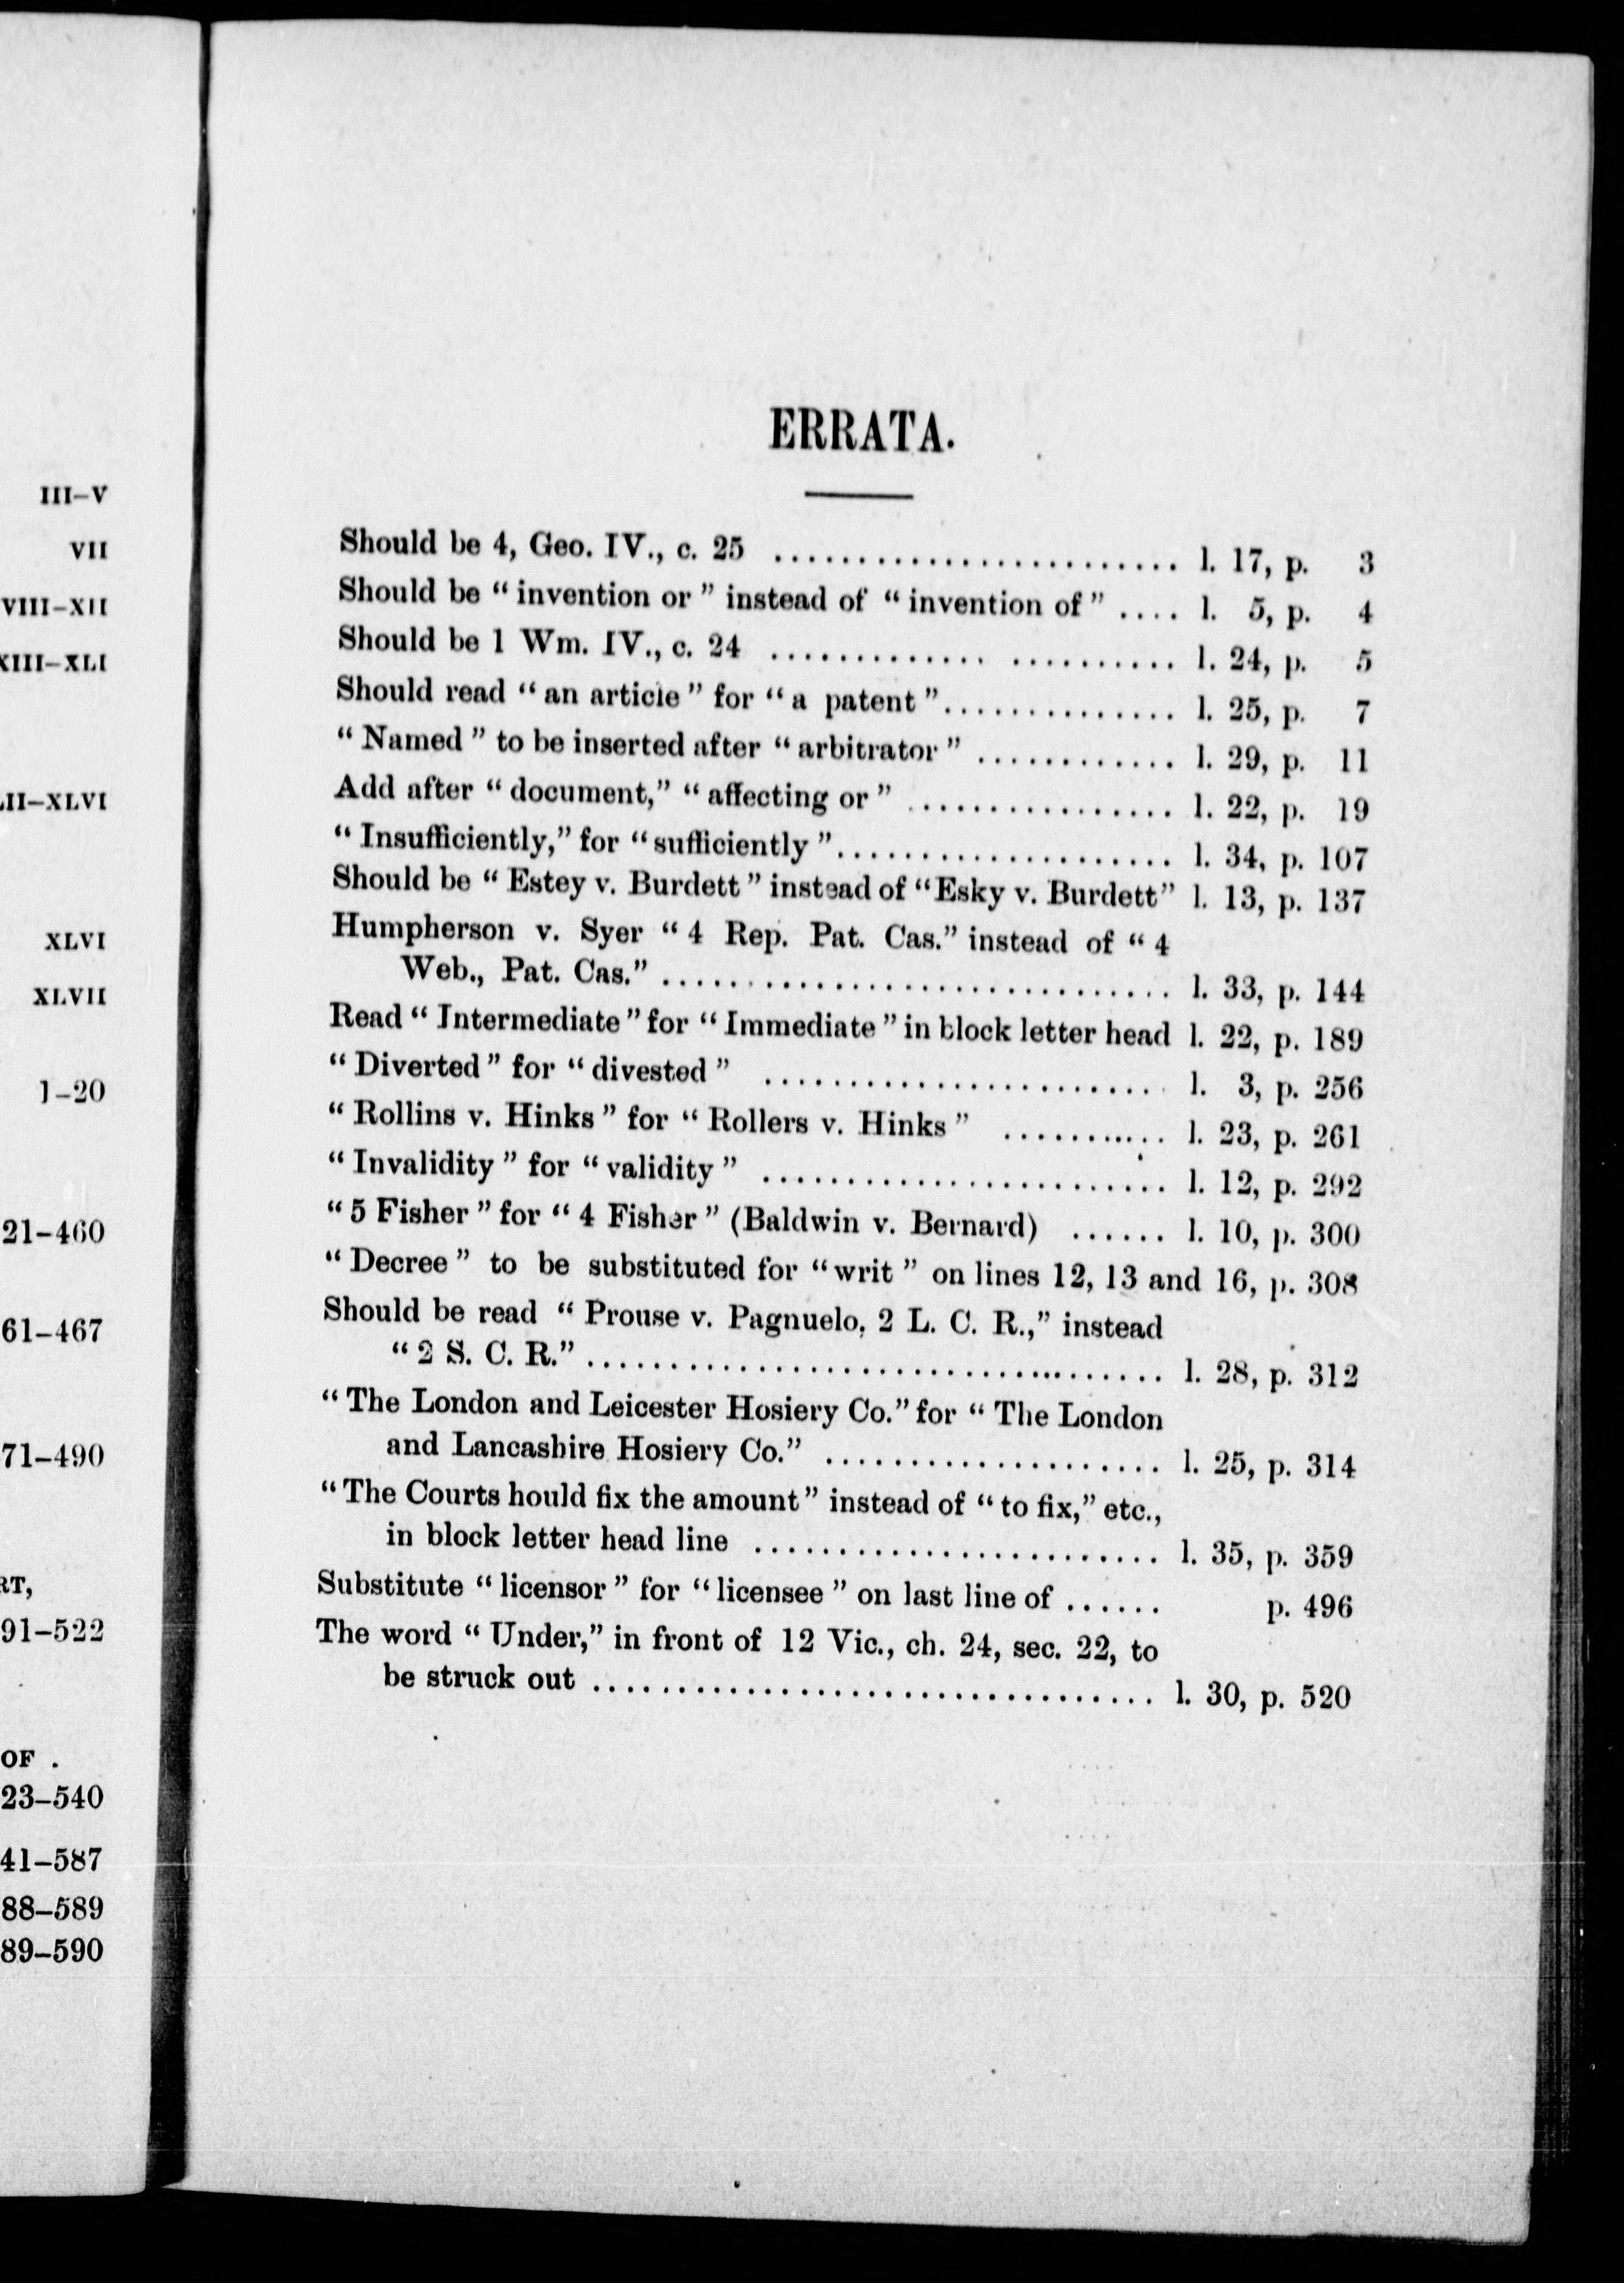 III–V
VII
VIII–XII
XIII–XLI
LII–XLVI
XLVI
XLVII
1–20
21–460
61–467
71–490
RT,
91–522
OF .
23–540
41–587
88–589
89–590
ERRATA.
Should be 4, Geo. IV., c. 25 ........................ l. 17, p. 3
Should be “ invention or ” instead of “ invention of ” .... l. 5, p. 4
Should be 1 Wm. IV., c. 24 ............. .......... l. 24, p. 5
Should read “ an article ” for “ a patent ”.............. l. 25, p. 7
“ Named ” to be inserted after “ arbitrator ” ............ l. 29, p. 11
Add after “ document,” “ affecting or ” ................ l. 22, p. 19
“ Insufficiently,” for “ sufficiently ”.................... l. 34, p. 107
Should be “ Estey v. Burdett ” instead of “ Esky v. Burdett” l. 13, p. 137
Humpherson v. Syer “ 4 Rep. Pat. Cas.” instead of “ 4
Web., Pat. Cas.” .............................. l. 33, p. 144
Read “ Intermediate ” for “ Immediate ” in block letter head l. 22, p. 189
“ Diverted ” for “ divested ” ........................ l. 3, p. 256
“ Rollins v. Hinks ” for “ Rollers v. Hinks ” .......... l. 23, p. 261
“ Invalidity ” for “ validity ” ........................ l. 12, p. 292
“ 5 Fisher ” for “ 4 Fisher ” (Baldwin v. Bernard) ...... l. 10, p. 300
“ Decree ” to be substituted for “ writ ” on lines 12, 13 and 16, p. 308
Should be read “ Prouse v. Pagnuelo, 2 L. C. R.,” instead
“ 2 S. C. R.” .................................. l. 28, p. 312
“ The London and Leicester Hosiery Co.” for “ The London
and Lancashire Hosiery Co.” .................... l. 25, p. 314
“ The Courts hould fix the amount ” instead of “ to fix,” etc.,
in block letter head line ........................ l. 35, p. 359
Substitute “ licensor ” for “ licensee ” on last line of ...... p. 496
The word “ Under,” in front of 12 Vic., ch. 24, sec. 22, to
be struck out .................................. l. 30, p. 520